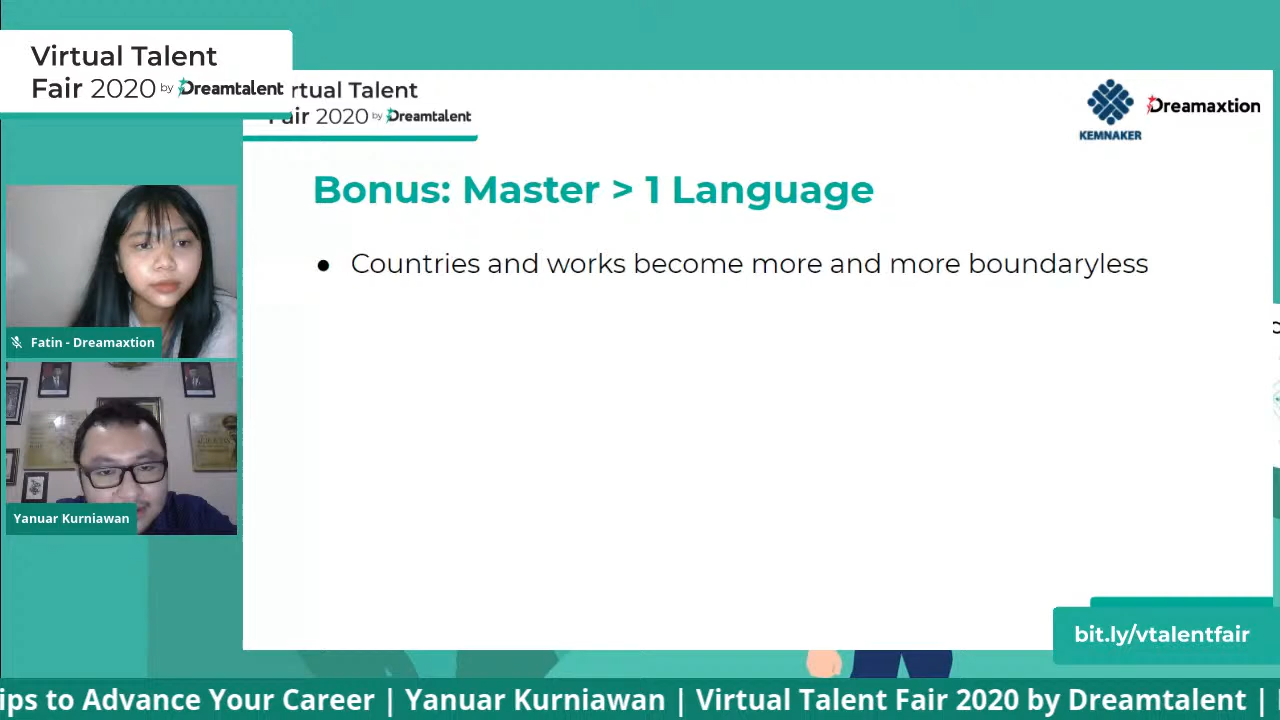 Virtual Talent
Fair 2020 by Dreamtalent
rtual Talent
Fair 2020 by Dreamtalent
KEMNAKER
Dreamaxtion
Bonus: Master > 1 Language
● Countries and works become more and more boundaryless
Fatin - Dreamaxtion
Yanuar Kurniawan
bit.ly/vtalentfair
ips to Advance Your Career | Yanuar Kurniawan | Virtual Talent Fair 2020 by Dreamtalent |